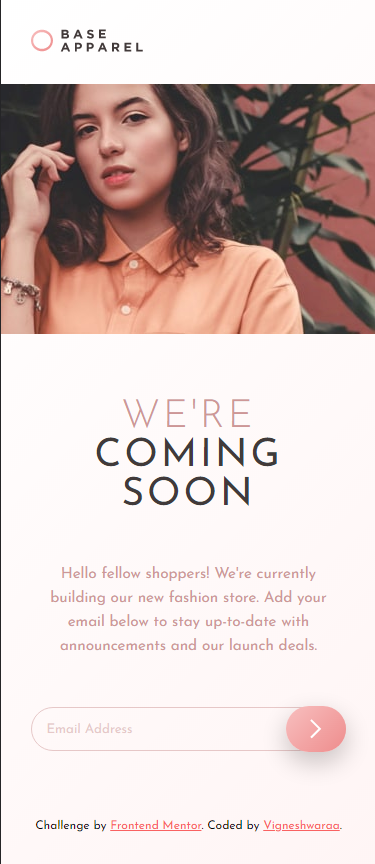 BASE
APPAREL
WE'RE
COMING
SOON
Hello fellow shoppers! We're currently
building our new fashion store. Add your
email below to stay up-to-date with
announcements and our launch deals.
Email Address
Challenge by Frontend Mentor. Coded by Vigneshwaraa.